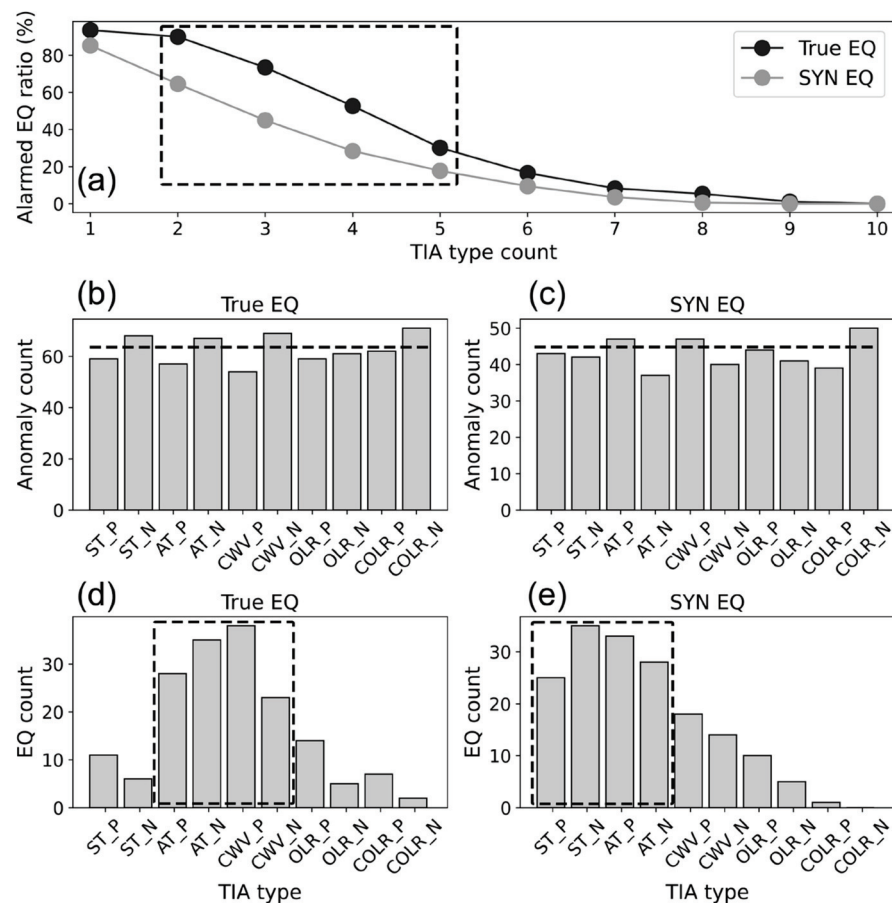 Alarmed EQ ratio (%)
80
60
40
20
0
(a)
True EQ
SYN EQ
1 2 3 4 5 6 7 8 9 10
TIA type count
(b)
True EQ
Anomaly count
60
40
20
0
ST_P ST_N AT_P AT_N CWV_P CWV_N OLR_P OLR_N COLR_P COLR_N
(c)
SYN EQ
Anomaly count
50
40
30
20
10
0
ST_P ST_N AT_P AT_N CWV_P CWV_N OLR_P OLR_N COLR_P COLR_N
(d)
True EQ
EQ count
30
20
10
0
ST_P ST_N AT_P AT_N CWV_P CWV_N OLR_P OLR_N COLR_P COLR_N
TIA type
(e)
SYN EQ
EQ count
30
20
10
0
ST_P ST_N AT_P AT_N CWV_P CWV_N OLR_P OLR_N COLR_P COLR_N
TIA type